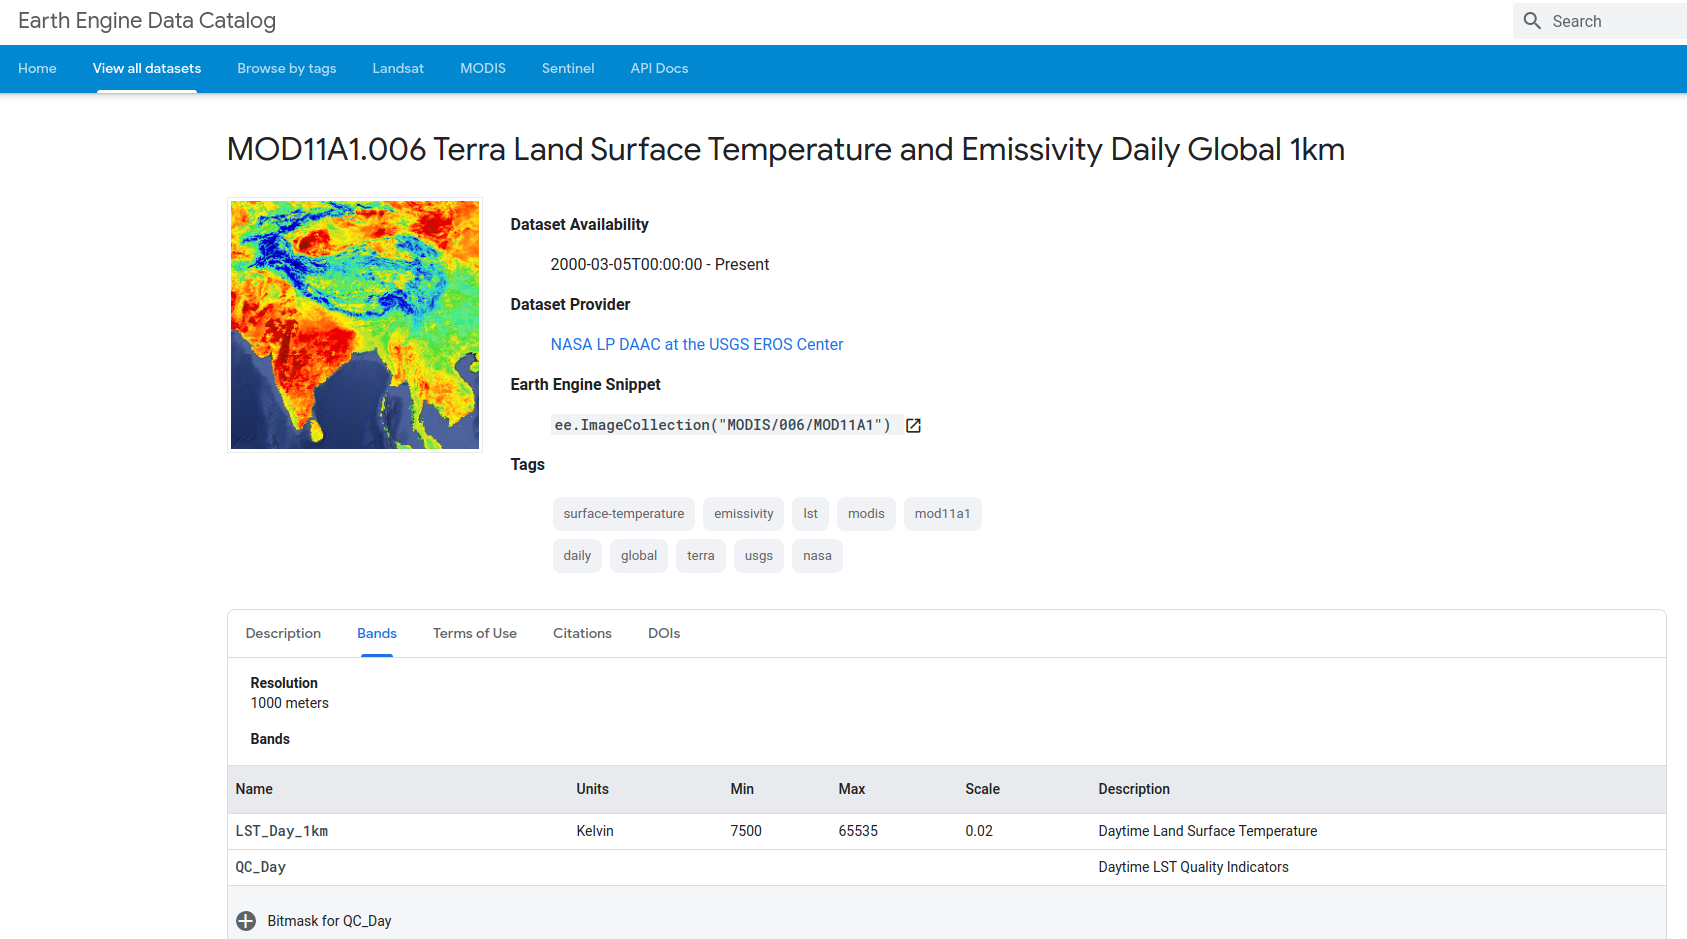 Earth Engine Data Catalog
Search
Home View all datasets Browse by tags Landsat MODIS Sentinel API Docs
MOD11A1.006 Terra Land Surface Temperature and Emissivity Daily Global 1km
Dataset Availability
2000-03-05T00:00:00 - Present
Dataset Provider
NASA LP DAAC at the USGS EROS Center
Earth Engine Snippet
ee.ImageCollection("MODIS/006/MOD11A1")
Tags
surface-temperature emissivity lst modis mod11a1
daily global terra usgs nasa
Description Bands Terms of Use Citations DOIs
Resolution
1000 meters
Bands
Name Units Min Max Scale Description
LST_Day_1km Kelvin 7500 65535 0.02 Daytime Land Surface Temperature
QC_Day Daytime LST Quality Indicators
Bitmask for QC_Day